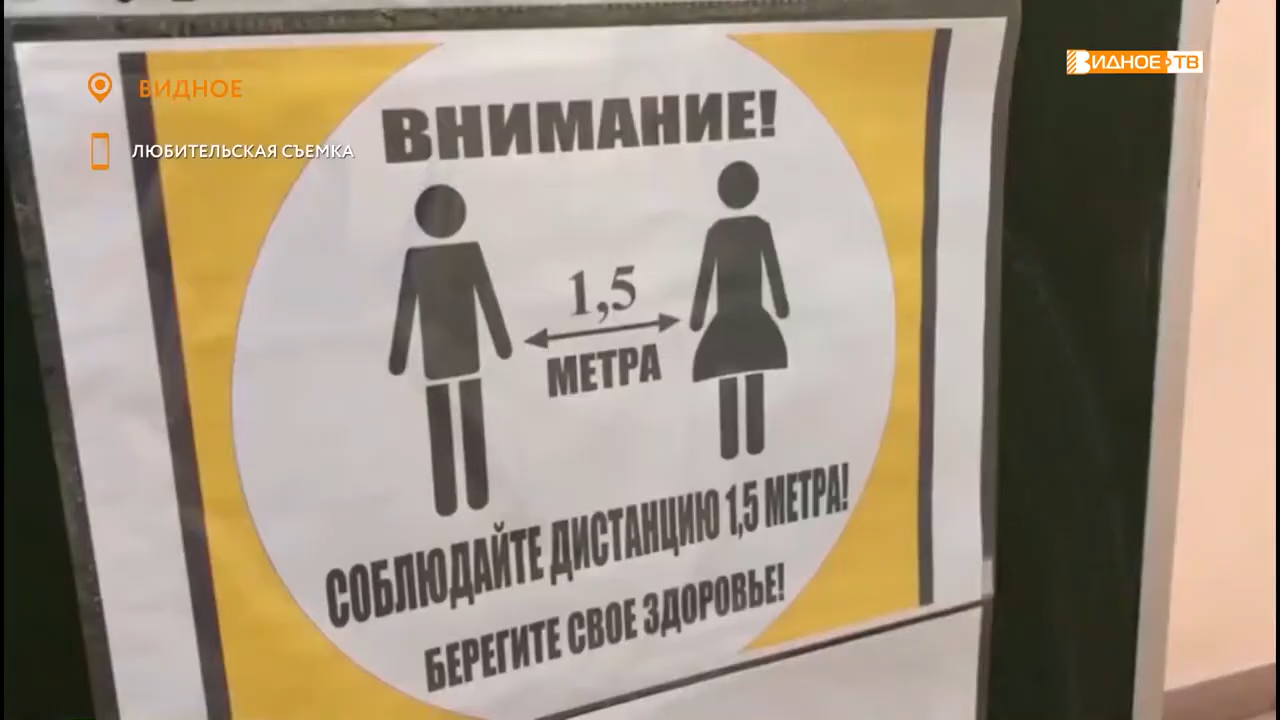 ВИДНОЕ
ЛЮБИТЕЛЬСКАЯ СЪЕМКА
ВИДНОЕ ТВ
ВНИМАНИЕ!
1,5
МЕТРА
СОБЛЮДАЙТЕ ДИСТАНЦИЮ 1,5 МЕТРА!
БЕРЕГИТЕ СВОЕ ЗДОРОВЬЕ!